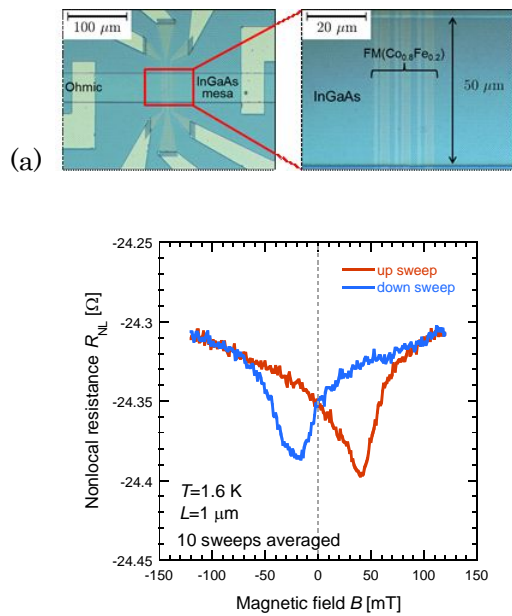 100 μm
20 μm
Ohmic
InGaAs
mesa
FM(Co0.8Fe0.2)
50 μm
InGaAs
(a)
-24.25
-24.3
-24.35
-24.4
-24.45
Nonlocal resistance RNL [Ω]
up sweep
down sweep
T=1.6 K
L=1 μm
10 sweeps averaged
-150 -100 -50 0 50 100 150
Magnetic field B [mT]